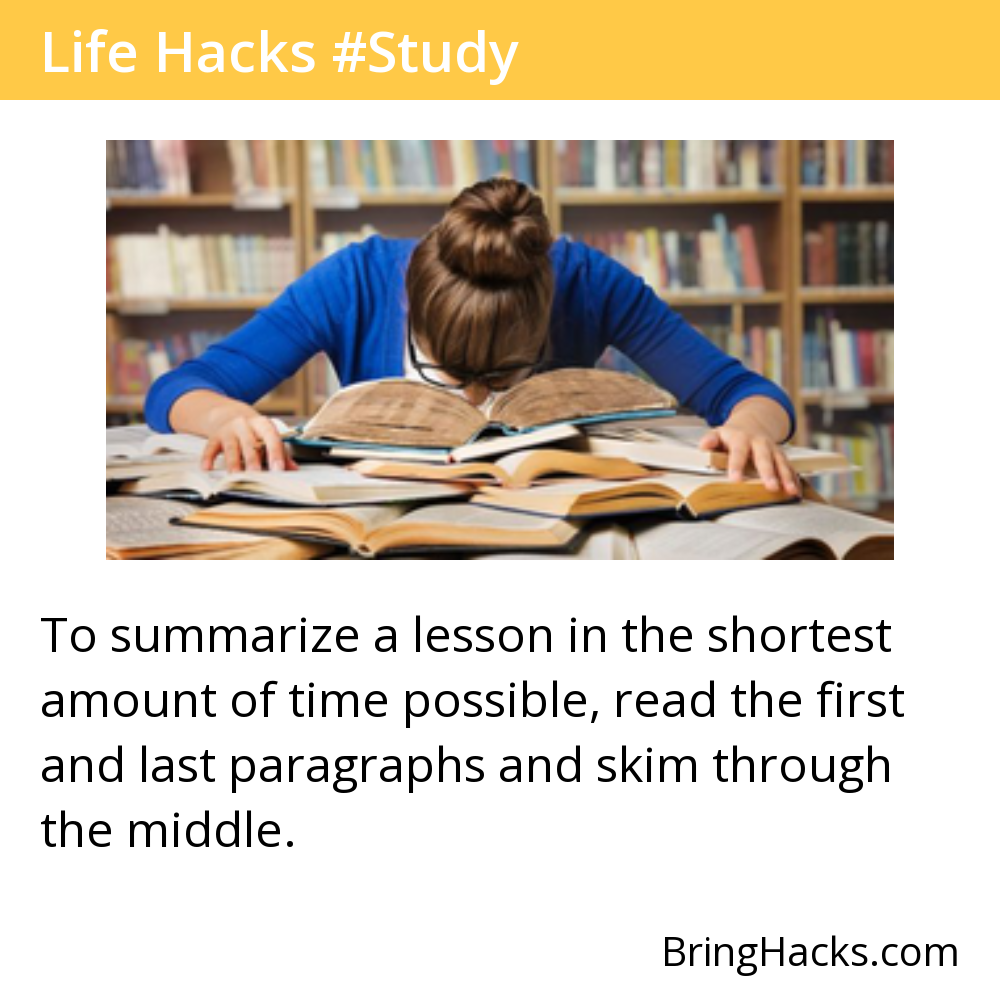 Life Hacks #Study
To summarize a lesson in the shortest
amount of time possible, read the first
and last paragraphs and skim through
the middle.
BringHacks.com